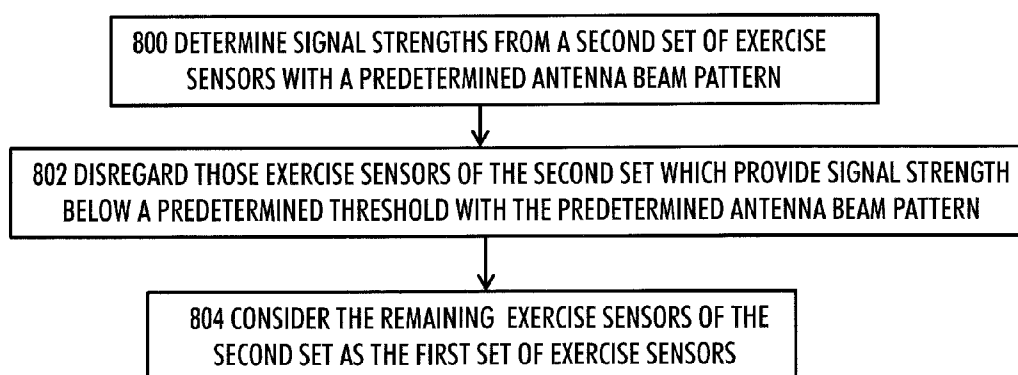 800 DETERMINE SIGNAL STRENGTHS FROM A SECOND SET OF EXERCISE
SENSORS WITH A PREDETERMINED ANTENNA BEAM PATTERN
802 DISREGARD THOSE EXERCISE SENSORS OF THE SECOND SET WHICH PROVIDE SIGNAL STRENGTH
BELOW A PREDETERMINED THRESHOLD WITH THE PREDETERMINED ANTENNA BEAM PATTERN
804 CONSIDER THE REMAINING EXERCISE SENSORS OF THE
SECOND SET AS THE FIRST SET OF EXERCISE SENSORS